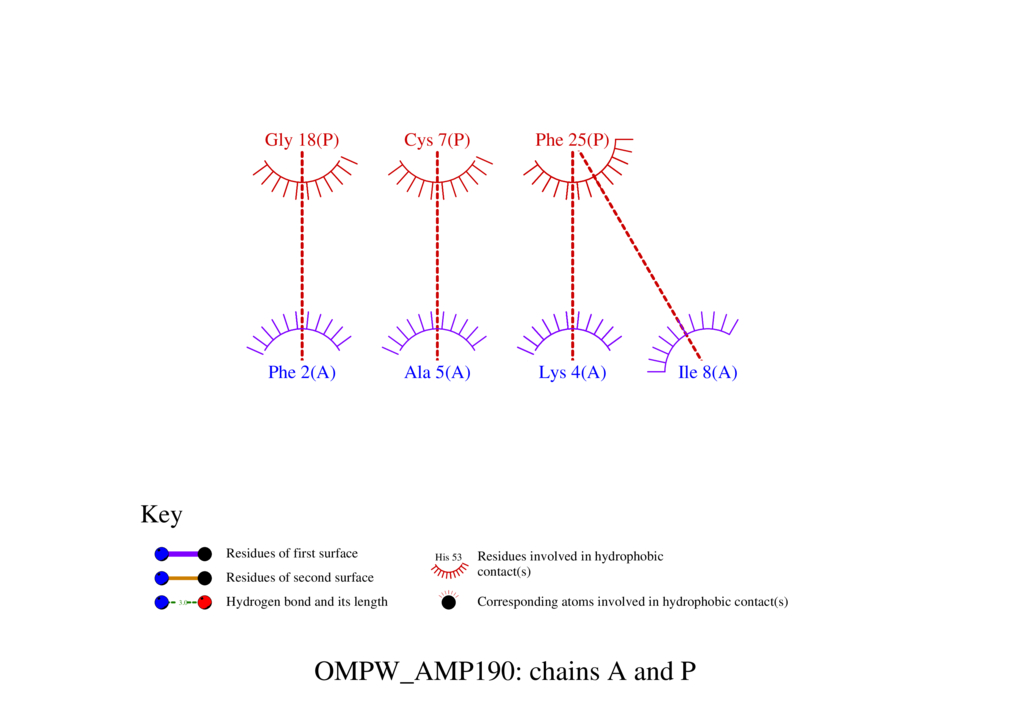 Gly 18(P) Cys 7(P) Phe 25(P)
Phe 2(A) Ala 5(A) Lys 4(A) Ile 8(A)
Key
Residues of first surface
Residues of second surface
3.0
Hydrogen bond and its length
His 53
Residues involved in hydrophobic
contact(s)
Corresponding atoms involved in hydrophobic contact(s)
OMPW_AMP190: chains A and P